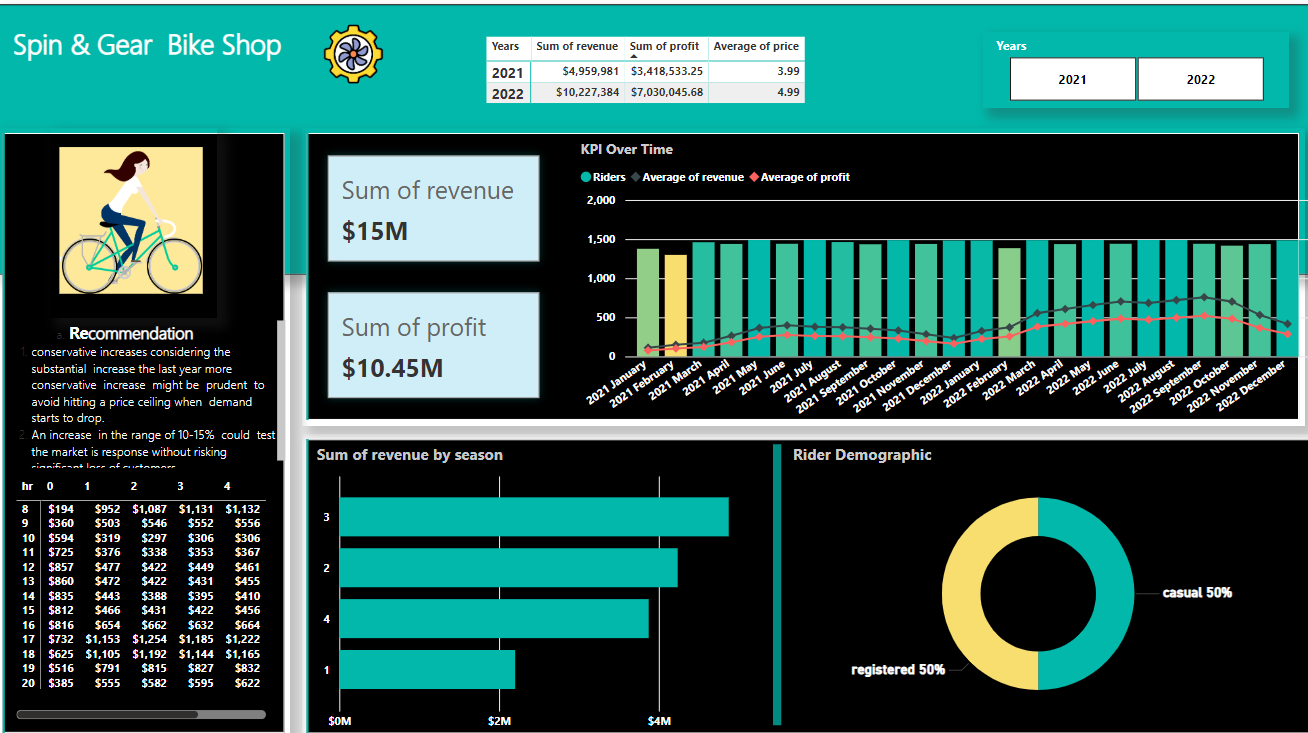 Spin & Gear Bike Shop
Years Sum of revenue Sum of profit Average of price
2021 $4,959,981 $3,418,533.25 3.99
2022 $10,227,384 $7,030,045.68 4.99
Years
2021 2022
a. Recommendation
1. conservative increases considering the
substantial increase the last year more
conservative increase might be prudent to
avoid hitting a price ceiling when demand
starts to drop.
2. An increase in the range of 10-15% could test
the market is response without risking
significant loss of customers
hr 0 1 2 3 4
8 $194 $952 $1,087 $1,131 $1,132
9 $360 $503 $546 $552 $556
10 $594 $319 $297 $306 $306
11 $725 $376 $338 $353 $367
12 $857 $477 $422 $449 $461
13 $860 $472 $422 $431 $455
14 $835 $443 $388 $395 $410
15 $812 $466 $431 $422 $456
16 $816 $654 $662 $632 $664
17 $732 $1,153 $1,254 $1,185 $1,222
18 $625 $1,105 $1,192 $1,144 $1,165
19 $516 $791 $815 $827 $832
20 $385 $555 $582 $595 $622
Sum of revenue
$15M
Sum of profit
$10.45M
KPI Over Time
Riders Average of revenue Average of profit
2,000
1,500
1,000
500
0
2021 January
2021 February
2021 March
2021 April
2021 May
2021 June
2021 July
2021 August
2021 September
2021 October
2021 November
2021 December
2022 January
2022 February
2022 March
2022 April
2022 May
2022 June
2022 July
2022 August
2022 September
2022 October
2022 November
2022 December
Sum of revenue by season
3
2
4
1
$0M $2M $4M
Rider Demographic
casual 50%
registered 50%